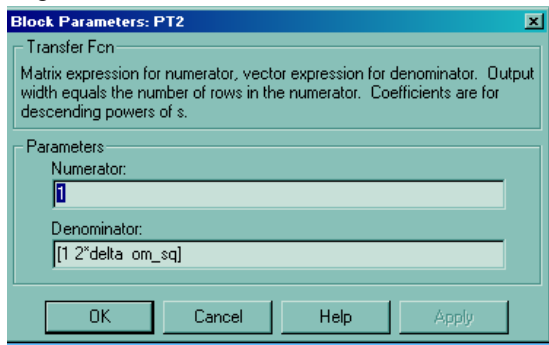 Block Parameters: PT2
Transfer Fcn
Matrix expression for numerator, vector expression for denominator. Output
width equals the number of rows in the numerator. Coefficients are for
descending powers of s.
Parameters
Numerator:
1
Denominator:
[1 2*delta om_sq]
OK Cancel Help Apply